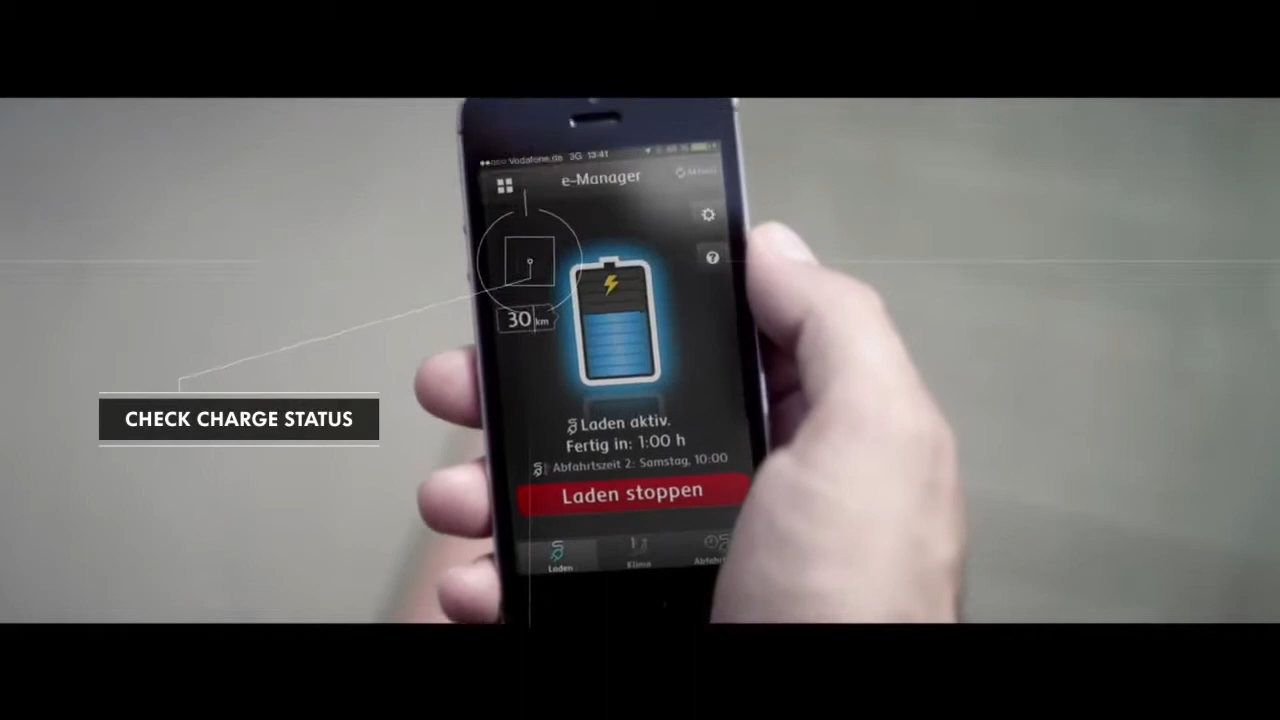 Vodafone.de 3G 13:41
e-Manager
30 km
CHECK CHARGE STATUS
Laden aktiv.
Fertig in: 1:00 h
Abfahrtszeit 2: Samstag, 10:00
Laden stoppen
Laden
Klima